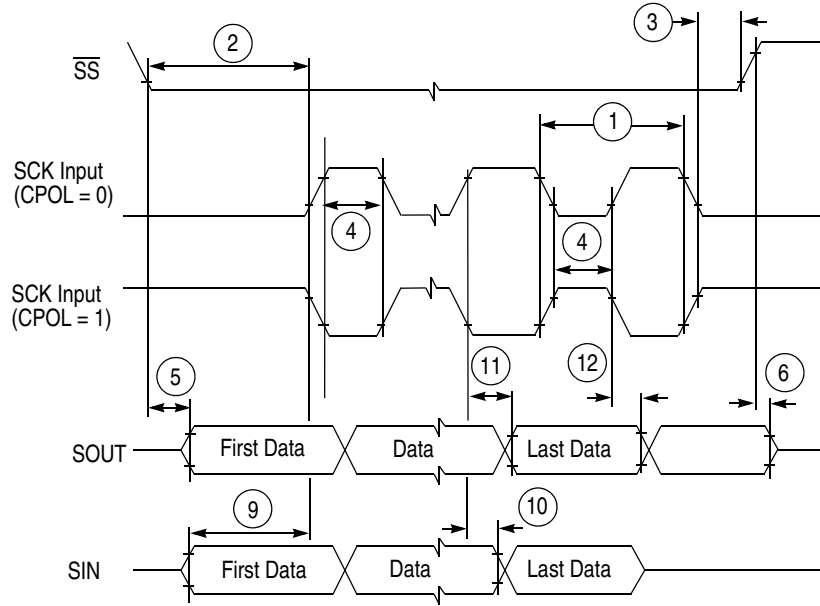 3
2
SS
1
SCK Input
(CPOL = 0)
4
4
SCK Input
(CPOL = 1)
5
11
12
6
SOUT
First Data
Data
Last Data
9
10
SIN
First Data
Data
Last Data